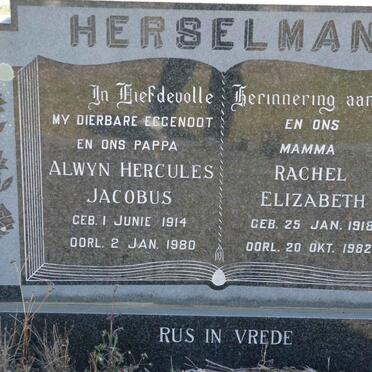 HERSELMAN
In Liefdevolle Herinnering aan
MY DIERBARE EGGENOOT
EN ONS PAPPA
ALWYN HERCULES
JACOBUS
GEB. 1 JUNIE 1914
OORL. 2 JAN. 1980
EN ONS
MAMMA
RACHEL
ELIZABETH
GEB. 25 JAN. 1918
OORL. 20 OKT. 1982
RUS IN VREDE